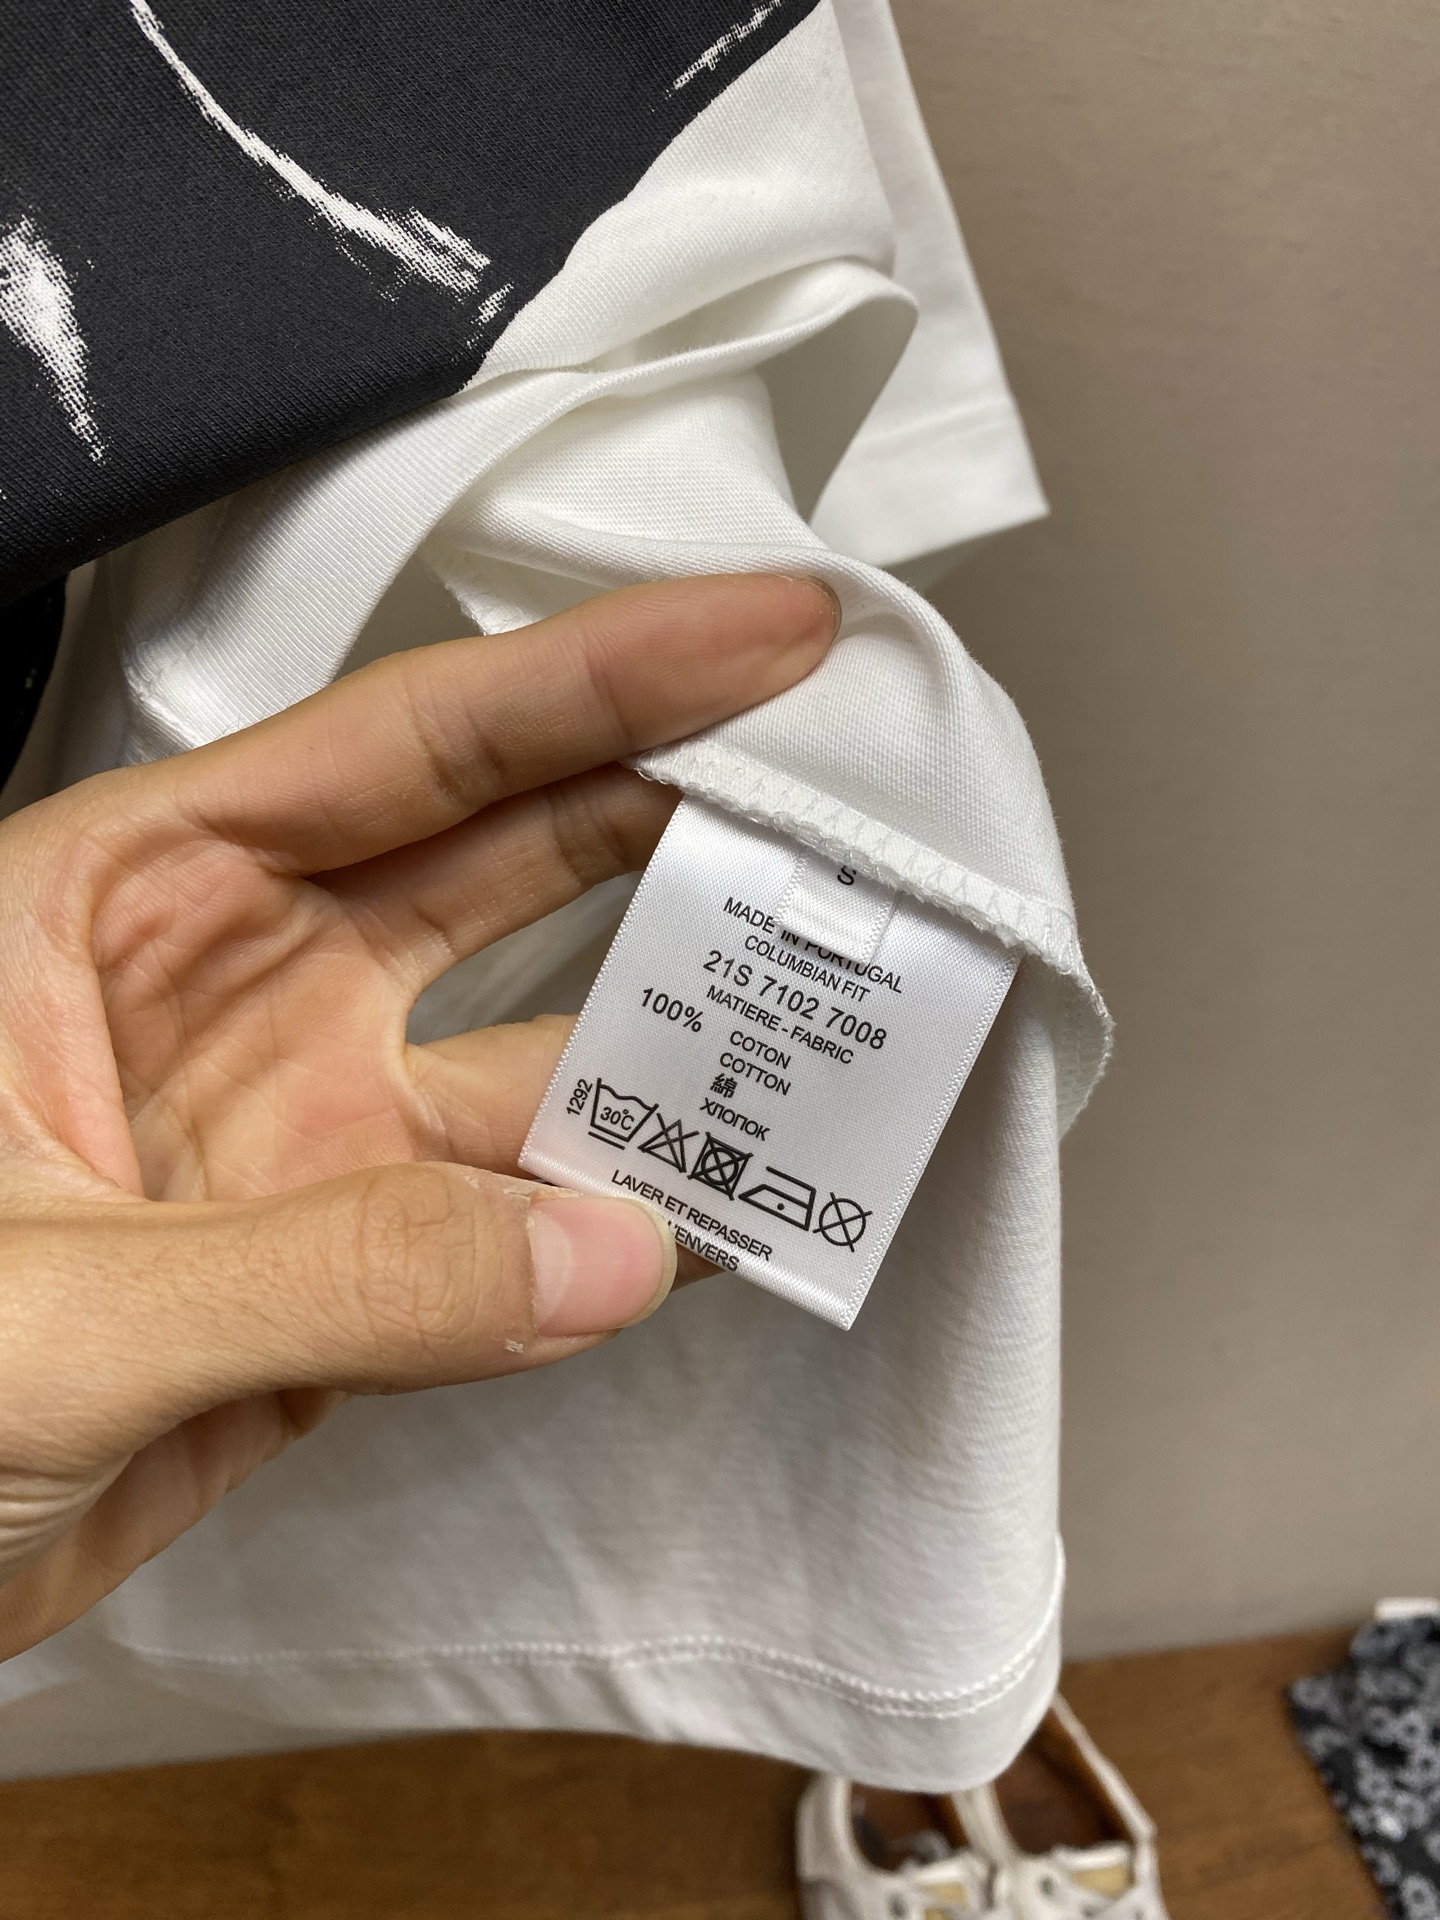 S
MADE IN PORTUGAL
COLUMBIAN FIT
21S 7102 7008
MATIERE - FABRIC
100% COTON
COTTON
綿
ХЛОПОК
1292
30°C
LAVER ET REPASSER
L'ENVERS